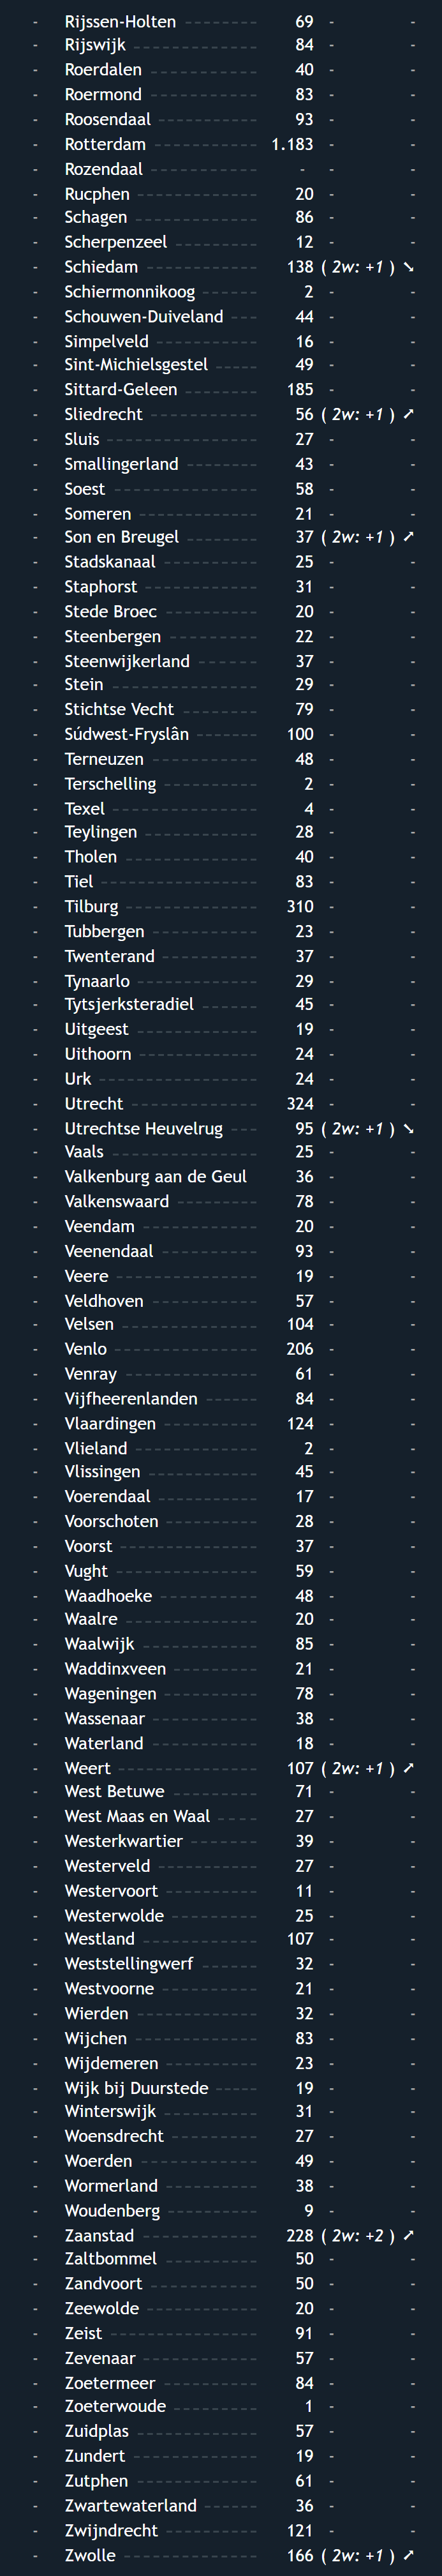 - Rijssen-Holten 69 - -
- Rijswijk 84 - -
- Roerdalen 40 - -
- Roermond 83 - -
- Roosendaal 93 - -
- Rotterdam 1.183 - -
- Rozendaal - - -
- Rucphen 20 - -
- Schagen 86 - -
- Scherpenzeel 12 - -
- Schiedam 138 ( 2w: +1 ) ➘
- Schiermonnikoog 2 - -
- Schouwen-Duiveland 44 - -
- Simpelveld 16 - -
- Sint-Michielsgestel 49 - -
- Sittard-Geleen 185 - -
- Sliedrecht 56 ( 2w: +1 ) ➚
- Sluis 27 - -
- Smallingerland 43 - -
- Soest 58 - -
- Someren 21 - -
- Son en Breugel 37 ( 2w: +1 ) ➚
- Stadskanaal 25 - -
- Staphorst 31 - -
- Stede Broec 20 - -
- Steenbergen 22 - -
- Steenwijkerland 37 - -
- Stein 29 - -
- Stichtse Vecht 79 - -
- Súdwest-Fryslân 100 - -
- Terneuzen 48 - -
- Terschelling 2 - -
- Texel 4 - -
- Teylingen 28 - -
- Tholen 40 - -
- Tiel 83 - -
- Tilburg 310 - -
- Tubbergen 23 - -
- Twenterand 37 - -
- Tynaarlo 29 - -
- Tytsjerksteradiel 45 - -
- Uitgeest 19 - -
- Uithoorn 24 - -
- Urk 24 - -
- Utrecht 324 - -
- Utrechtse Heuvelrug 95 ( 2w: +1 ) ➘
- Vaals 25 - -
- Valkenburg aan de Geul 36 - -
- Valkenswaard 78 - -
- Veendam 20 - -
- Veenendaal 93 - -
- Veere 19 - -
- Veldhoven 57 - -
- Velsen 104 - -
- Venlo 206 - -
- Venray 61 - -
- Vijfheerenlanden 84 - -
- Vlaardingen 124 - -
- Vlieland 2 - -
- Vlissingen 45 - -
- Voerendaal 17 - -
- Voorschoten 28 - -
- Voorst 37 - -
- Vught 59 - -
- Waadhoeke 48 - -
- Waalre 20 - -
- Waalwijk 85 - -
- Waddinxveen 21 - -
- Wageningen 78 - -
- Wassenaar 38 - -
- Waterland 18 - -
- Weert 107 ( 2w: +1 ) ➚
- West Betuwe 71 - -
- West Maas en Waal 27 - -
- Westerkwartier 39 - -
- Westerveld 27 - -
- Westervoort 11 - -
- Westerwolde 25 - -
- Westland 107 - -
- Weststellingwerf 32 - -
- Westvoorne 21 - -
- Wierden 32 - -
- Wijchen 83 - -
- Wijdemeren 23 - -
- Wijk bij Duurstede 19 - -
- Winterswijk 31 - -
- Woensdrecht 27 - -
- Woerden 49 - -
- Wormerland 38 - -
- Woudenberg 9 - -
- Zaanstad 228 ( 2w: +2 ) ➚
- Zaltbommel 50 - -
- Zandvoort 50 - -
- Zeewolde 20 - -
- Zeist 91 - -
- Zevenaar 57 - -
- Zoetermeer 84 - -
- Zoeterwoude 1 - -
- Zuidplas 57 - -
- Zundert 19 - -
- Zutphen 61 - -
- Zwartewaterland 36 - -
- Zwijndrecht 121 - -
- Zwolle 166 ( 2w: +1 ) ➚